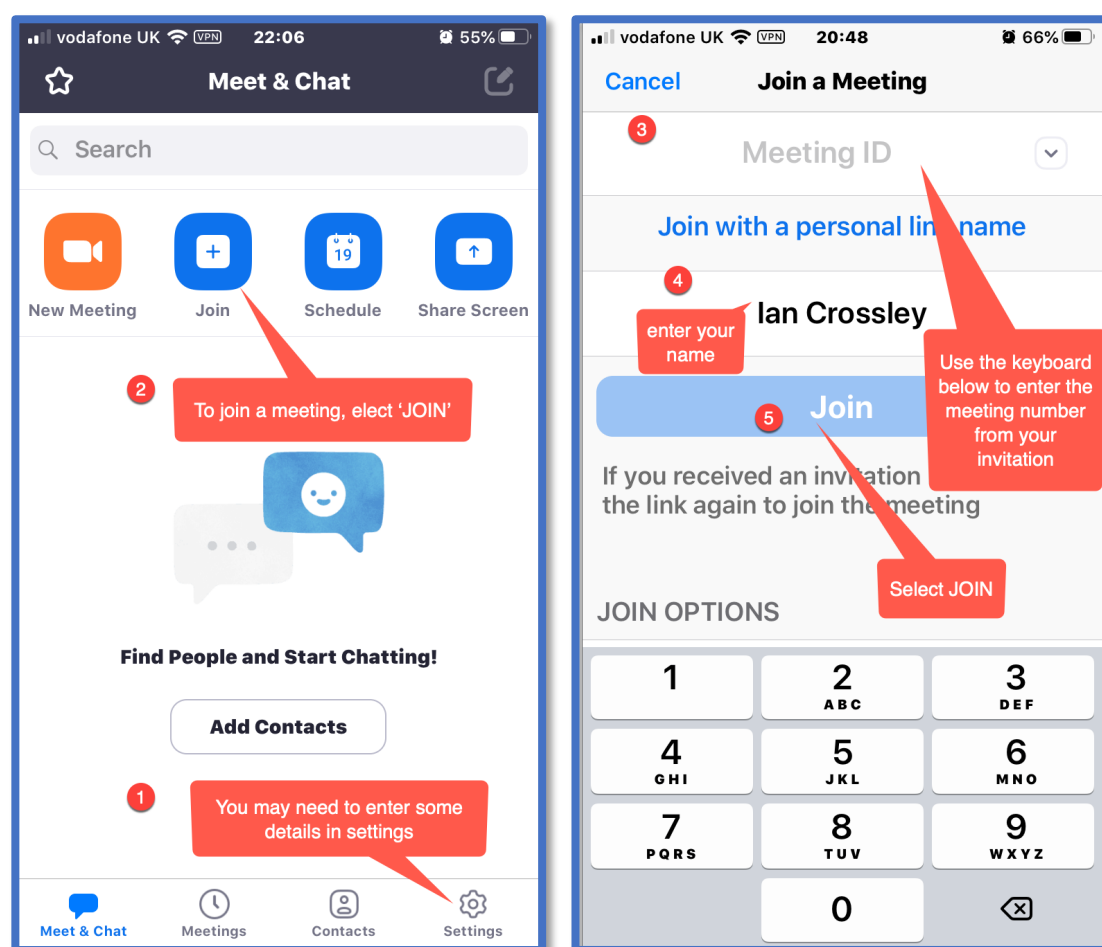 vodafone UK VPN 22:06 55%
Meet & Chat
Search
19
New Meeting Join Schedule Share Screen
2
To join a meeting, elect ‘JOIN’
Find People and Start Chatting!
Add Contacts
1
You may need to enter some
details in settings
Meet & Chat Meetings Contacts Settings
vodafone UK VPN 20:48 66%
Cancel Join a Meeting
3
Meeting ID
Join with a personal lin name
4
enter your
name
Ian Crossley
Use the keyboard
below to enter the
meeting number
from your
invitation
5
Join
If you received an invitation
the link again to join the meeting
Select JOIN
JOIN OPTIONS
1 2 3
ABC DEF
4 5 6
GHI JKL MNO
7 8 9
PQRS TUV WXYZ
0